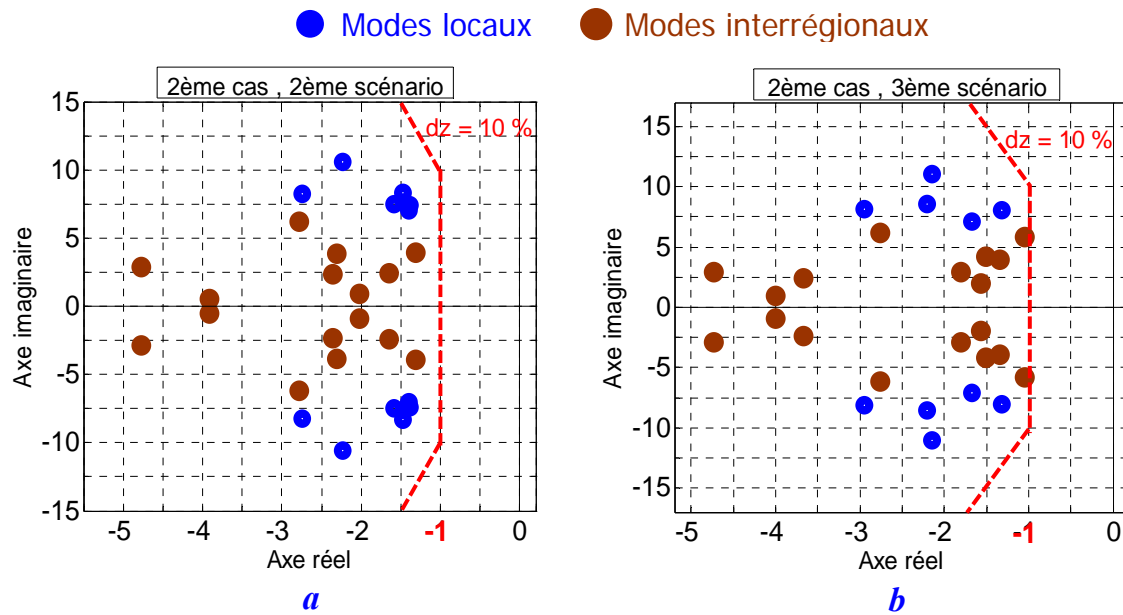 Modes locaux
Modes interrégionaux
2ème cas , 2ème scénario
dz = 10 %
15
10
5
0
-5
-10
-15
Axe imaginaire
-5
-4
-3
-2
-1
0
Axe réel
a
2ème cas , 3ème scénario
dz = 10 %
15
10
5
0
-5
-10
-15
Axe imaginaire
-5
-4
-3
-2
-1
0
Axe réel
b